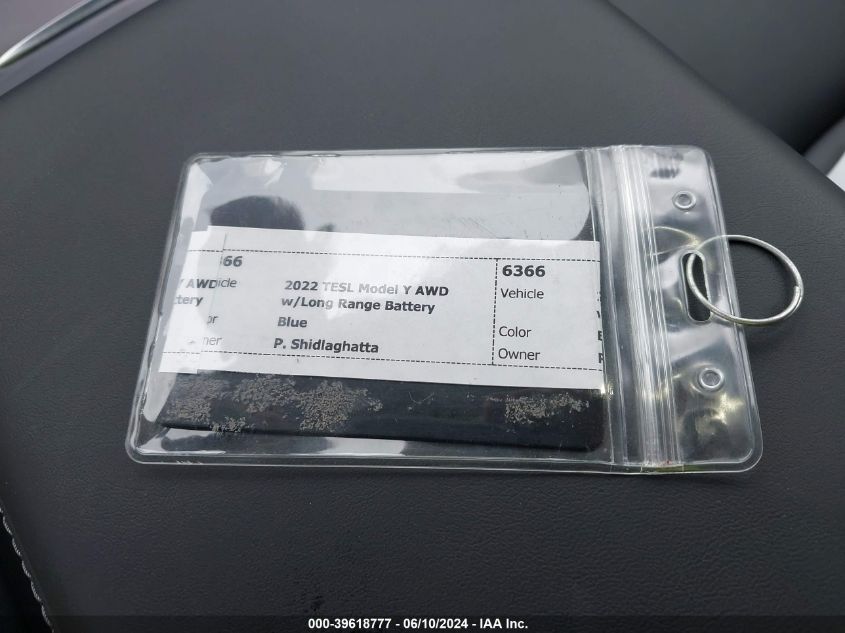 366
6366
Y AWD icle 2022 TESL Model Y AWD Vehicle
ttery w/Long Range Battery
or Blue Color
ner P. Shidlaghatta Owner
000-39618777 - 06/10/2024 - IAA Inc.